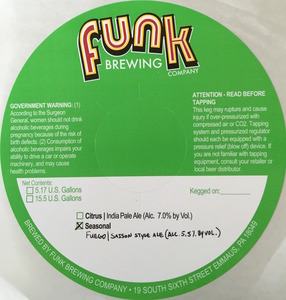 funk
BREWING
COMPANY
GOVERNMENT WARNING: (1)
According to the Surgeon
General, women should not drink
alcoholic beverages during
pregnancy because of the risk of
birth defects. (2) Consumption of
alcoholic beverages impairs your
ability to drive a car or operate
machinery, and may cause
health problems.
ATTENTION - READ BEFORE
TAPPING
This keg may rupture and cause
injury if over-pressurized with
compressed air or CO2. Tapping
system and pressurized regulator
should each be equipped with a
pressure relief (blow off) device. If
you are not familiar with tapping
equipment, consult your retailer or
local beer distributor.
Net Contents:
5.17 U.S. Gallons
15.5 U.S. Gallons
Kegged on:
Citrus | India Pale Ale (Alc. 7.0% by Vol.)
Seasonal
FUEGO | SAISON STYLE ALE (ALC. 5.5% BY VOL.)
BREWED BY FUNK BREWING COMPANY • 19 SOUTH SIXTH STREET EMMAUS, PA 18049